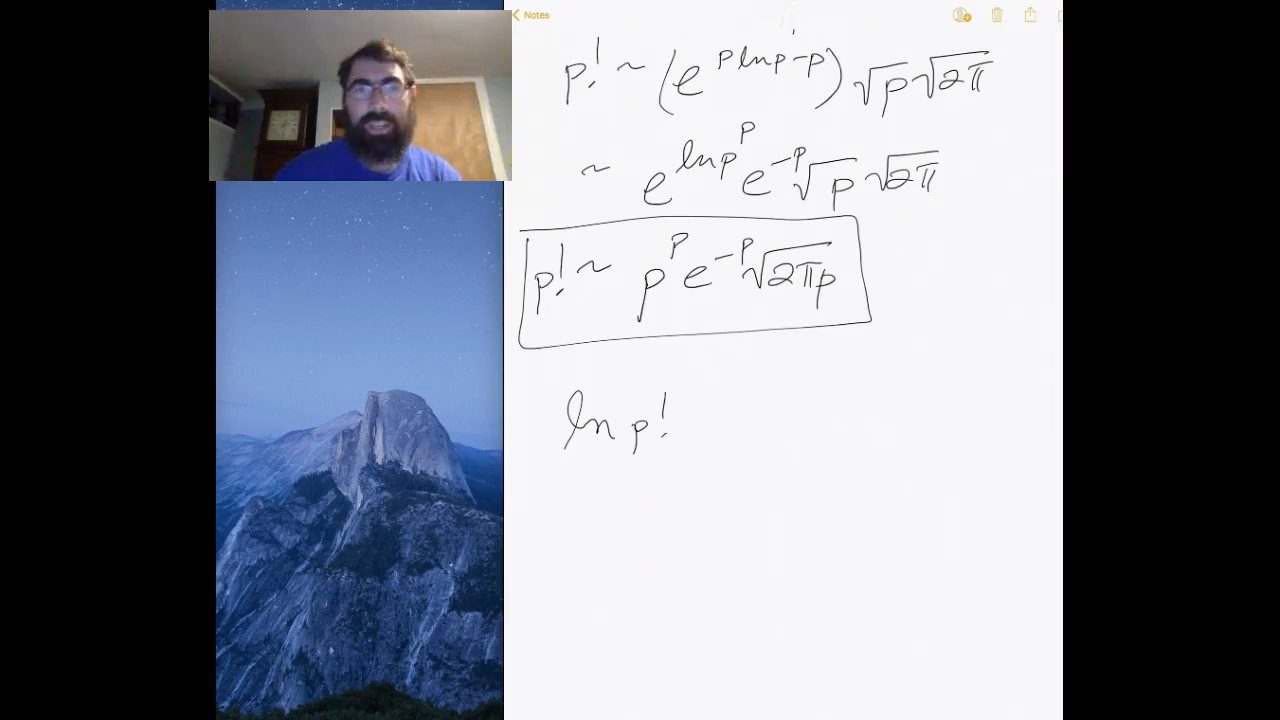 Notes
p! ~ (e^{p ln p - p}) √p √2π
~ e^{ln p^p} e^{-p} √p √2π
p! ~ p^p e^{-p} √2πp
ln p!